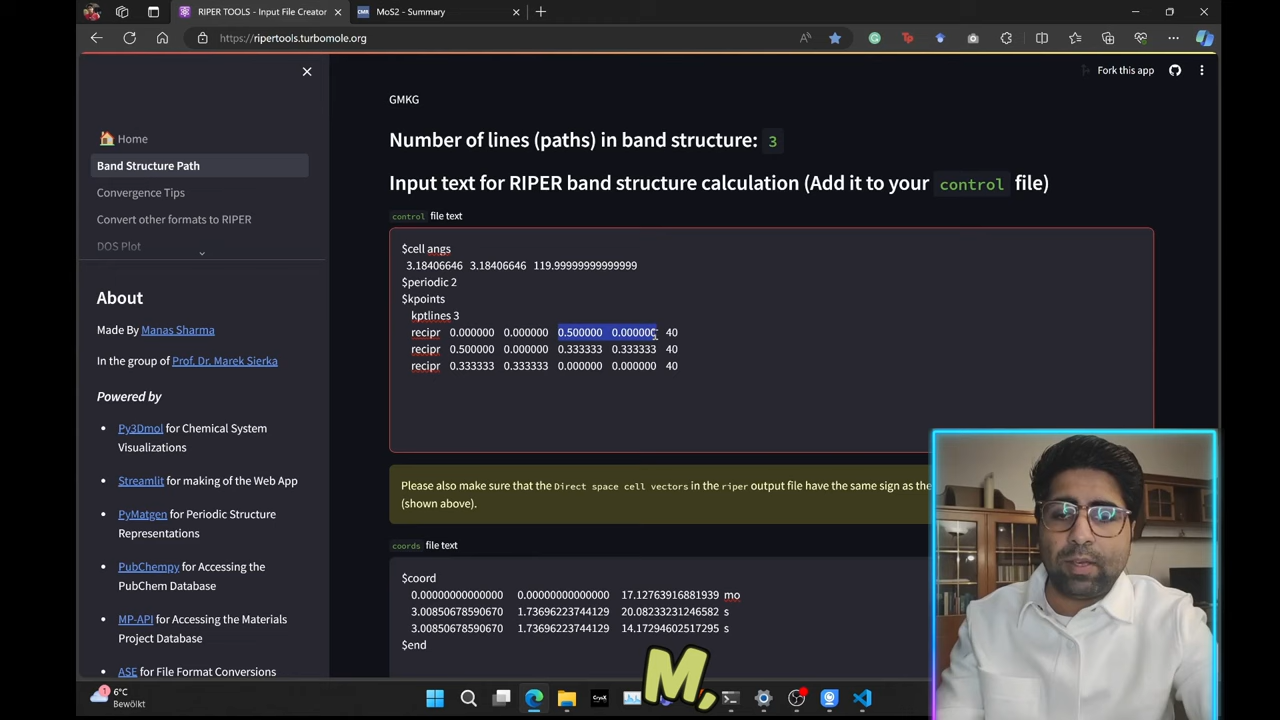 RIPER TOOLS - Input File Creator
MoS2 - Summary
https://ripertools.turbomole.org
Fork this app
Home
Band Structure Path
Convergence Tips
Convert other formats to RIPER
DOS Plot
About
Made By Manas Sharma
In the group of Prof. Dr. Marek Sierka
Powered by
Py3Dmol for Chemical System
Visualizations
Streamlit for making of the Web App
PyMatgen for Periodic Structure
Representations
PubChempy for Accessing the
PubChem Database
MP-API for Accessing the Materials
Project Database
ASE for File Format Conversions
GMKG
Number of lines (paths) in band structure: 3
Input text for RIPER band structure calculation (Add it to your control file)
control file text
$cell angs
3.18406646 3.18406646 119.99999999999999
$periodic 2
$kpoints
kptlines 3
recipr 0.000000 0.000000 0.500000 0.000000 40
recipr 0.500000 0.000000 0.333333 0.333333 40
recipr 0.333333 0.333333 0.000000 0.000000 40
Please also make sure that the Direct space cell vectors in the riper output file have the same sign as the
(shown above).
coords file text
$coord
0.00000000000000 0.00000000000000 17.12763916881939 mo
3.00850678590670 1.73696223744129 20.08233231246582 s
3.00850678590670 1.73696223744129 14.17294602517295 s
$end
M,
6°C
Bewölkt